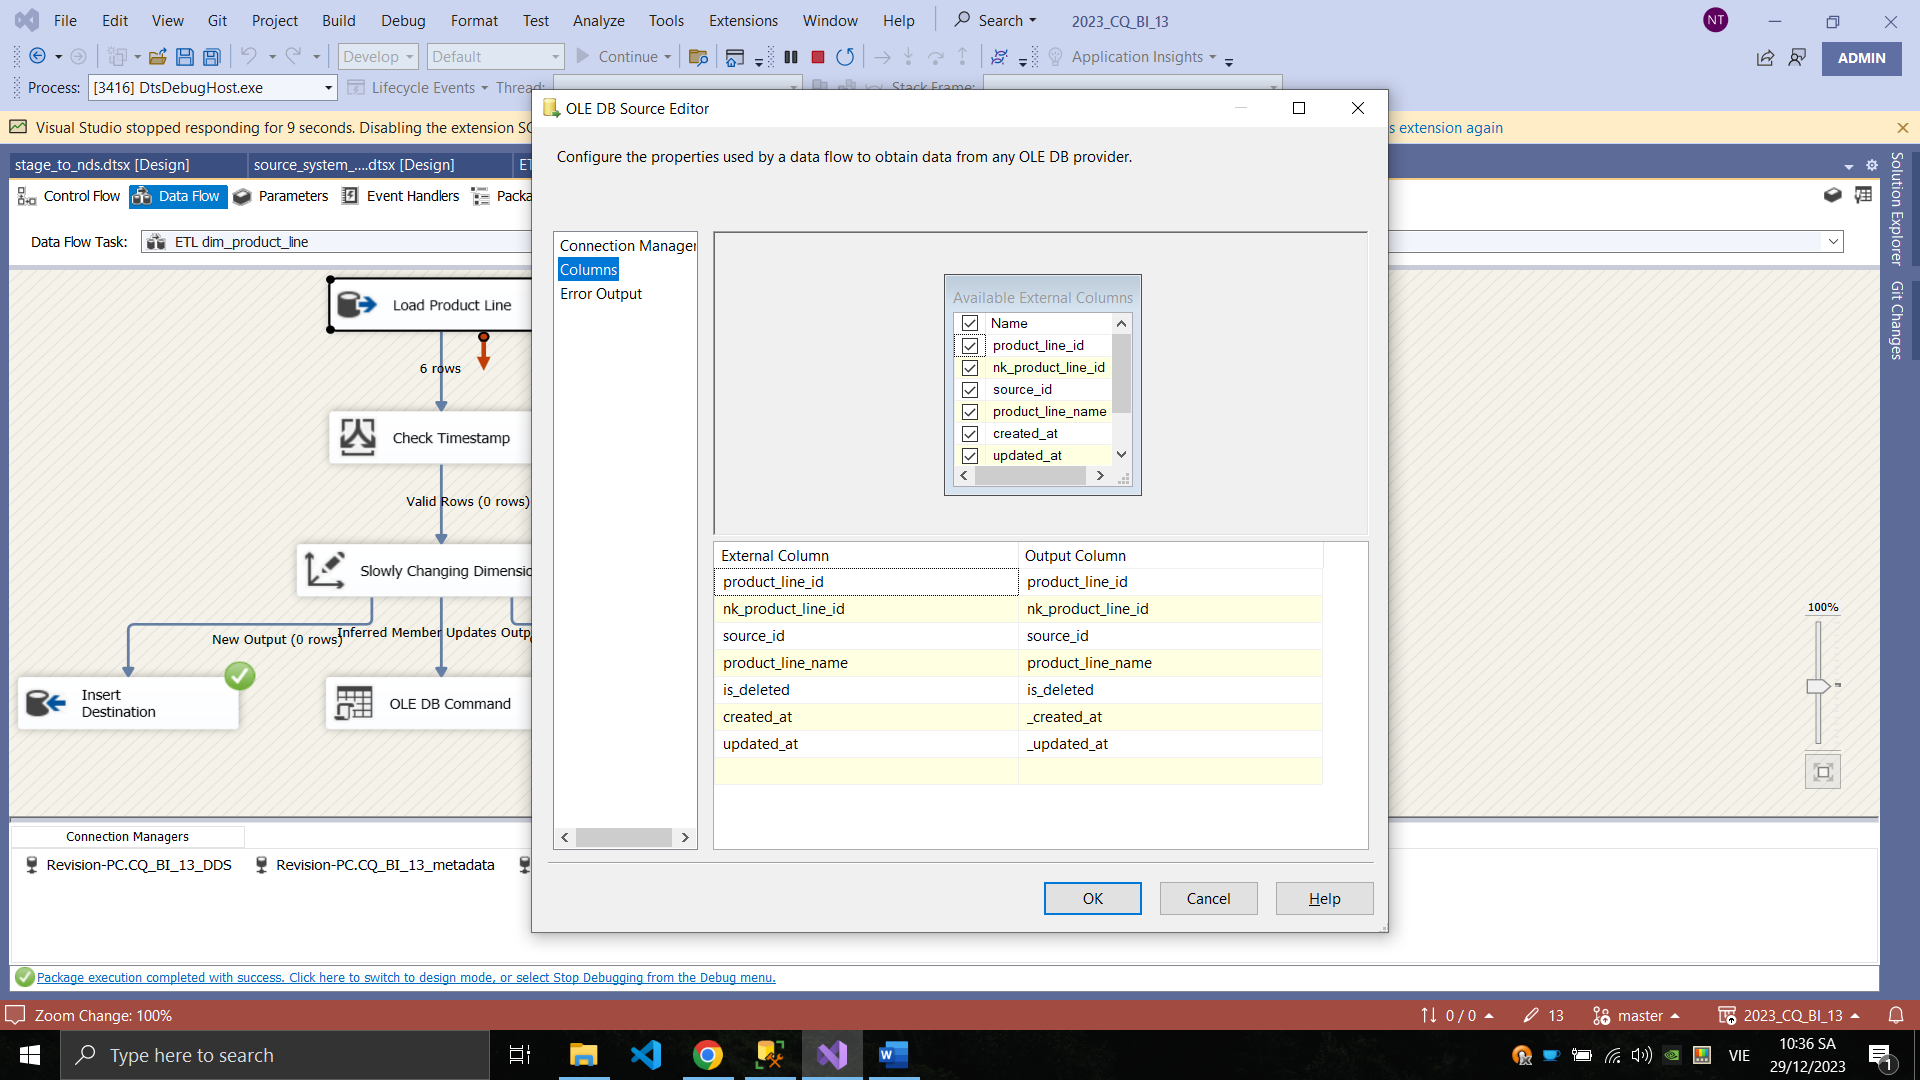 File Edit View Git Project Build Debug Format Test Analyze Tools Extensions Window Help Search 2023_CQ_BI_13 NT
Develop Default Continue Application Insights ADMIN
Process: [3416] DtsDebugHost.exe Lifecycle Events Thread: Stack Frame:
OLE DB Source Editor
Visual Studio stopped responding for 9 seconds. Disabling the extension s extension again
Configure the properties used by a data flow to obtain data from any OLE DB provider.
stage_to_nds.dtsx [Design] source_system_....dtsx [Design]
Control Flow Data Flow Parameters Event Handlers Packa
Data Flow Task: ETL dim_product_line
Solution Explorer
Git Changes
Connection Manager
Columns
Error Output
Available External Columns
Name
product_line_id
nk_product_line_id
source_id
product_line_name
created_at
updated_at
External Column Output Column
product_line_id product_line_id
nk_product_line_id nk_product_line_id
source_id source_id
product_line_name product_line_name
is_deleted is_deleted
created_at _created_at
updated_at _updated_at
OK Cancel Help
Load Product Line
6 rows
Check Timestamp
Valid Rows (0 rows)
Slowly Changing Dimensio
New Output (0 rows)
Inferred Member Updates Outp
Insert
Destination
OLE DB Command
100%
Connection Managers
Revision-PC.CQ_BI_13_DDS Revision-PC.CQ_BI_13_metadata
Package execution completed with success. Click here to switch to design mode, or select Stop Debugging from the Debug menu.
Zoom Change: 100% 0 / 0 13 master 2023_CQ_BI_13
Type here to search VIE 10:36 SA
29/12/2023
1